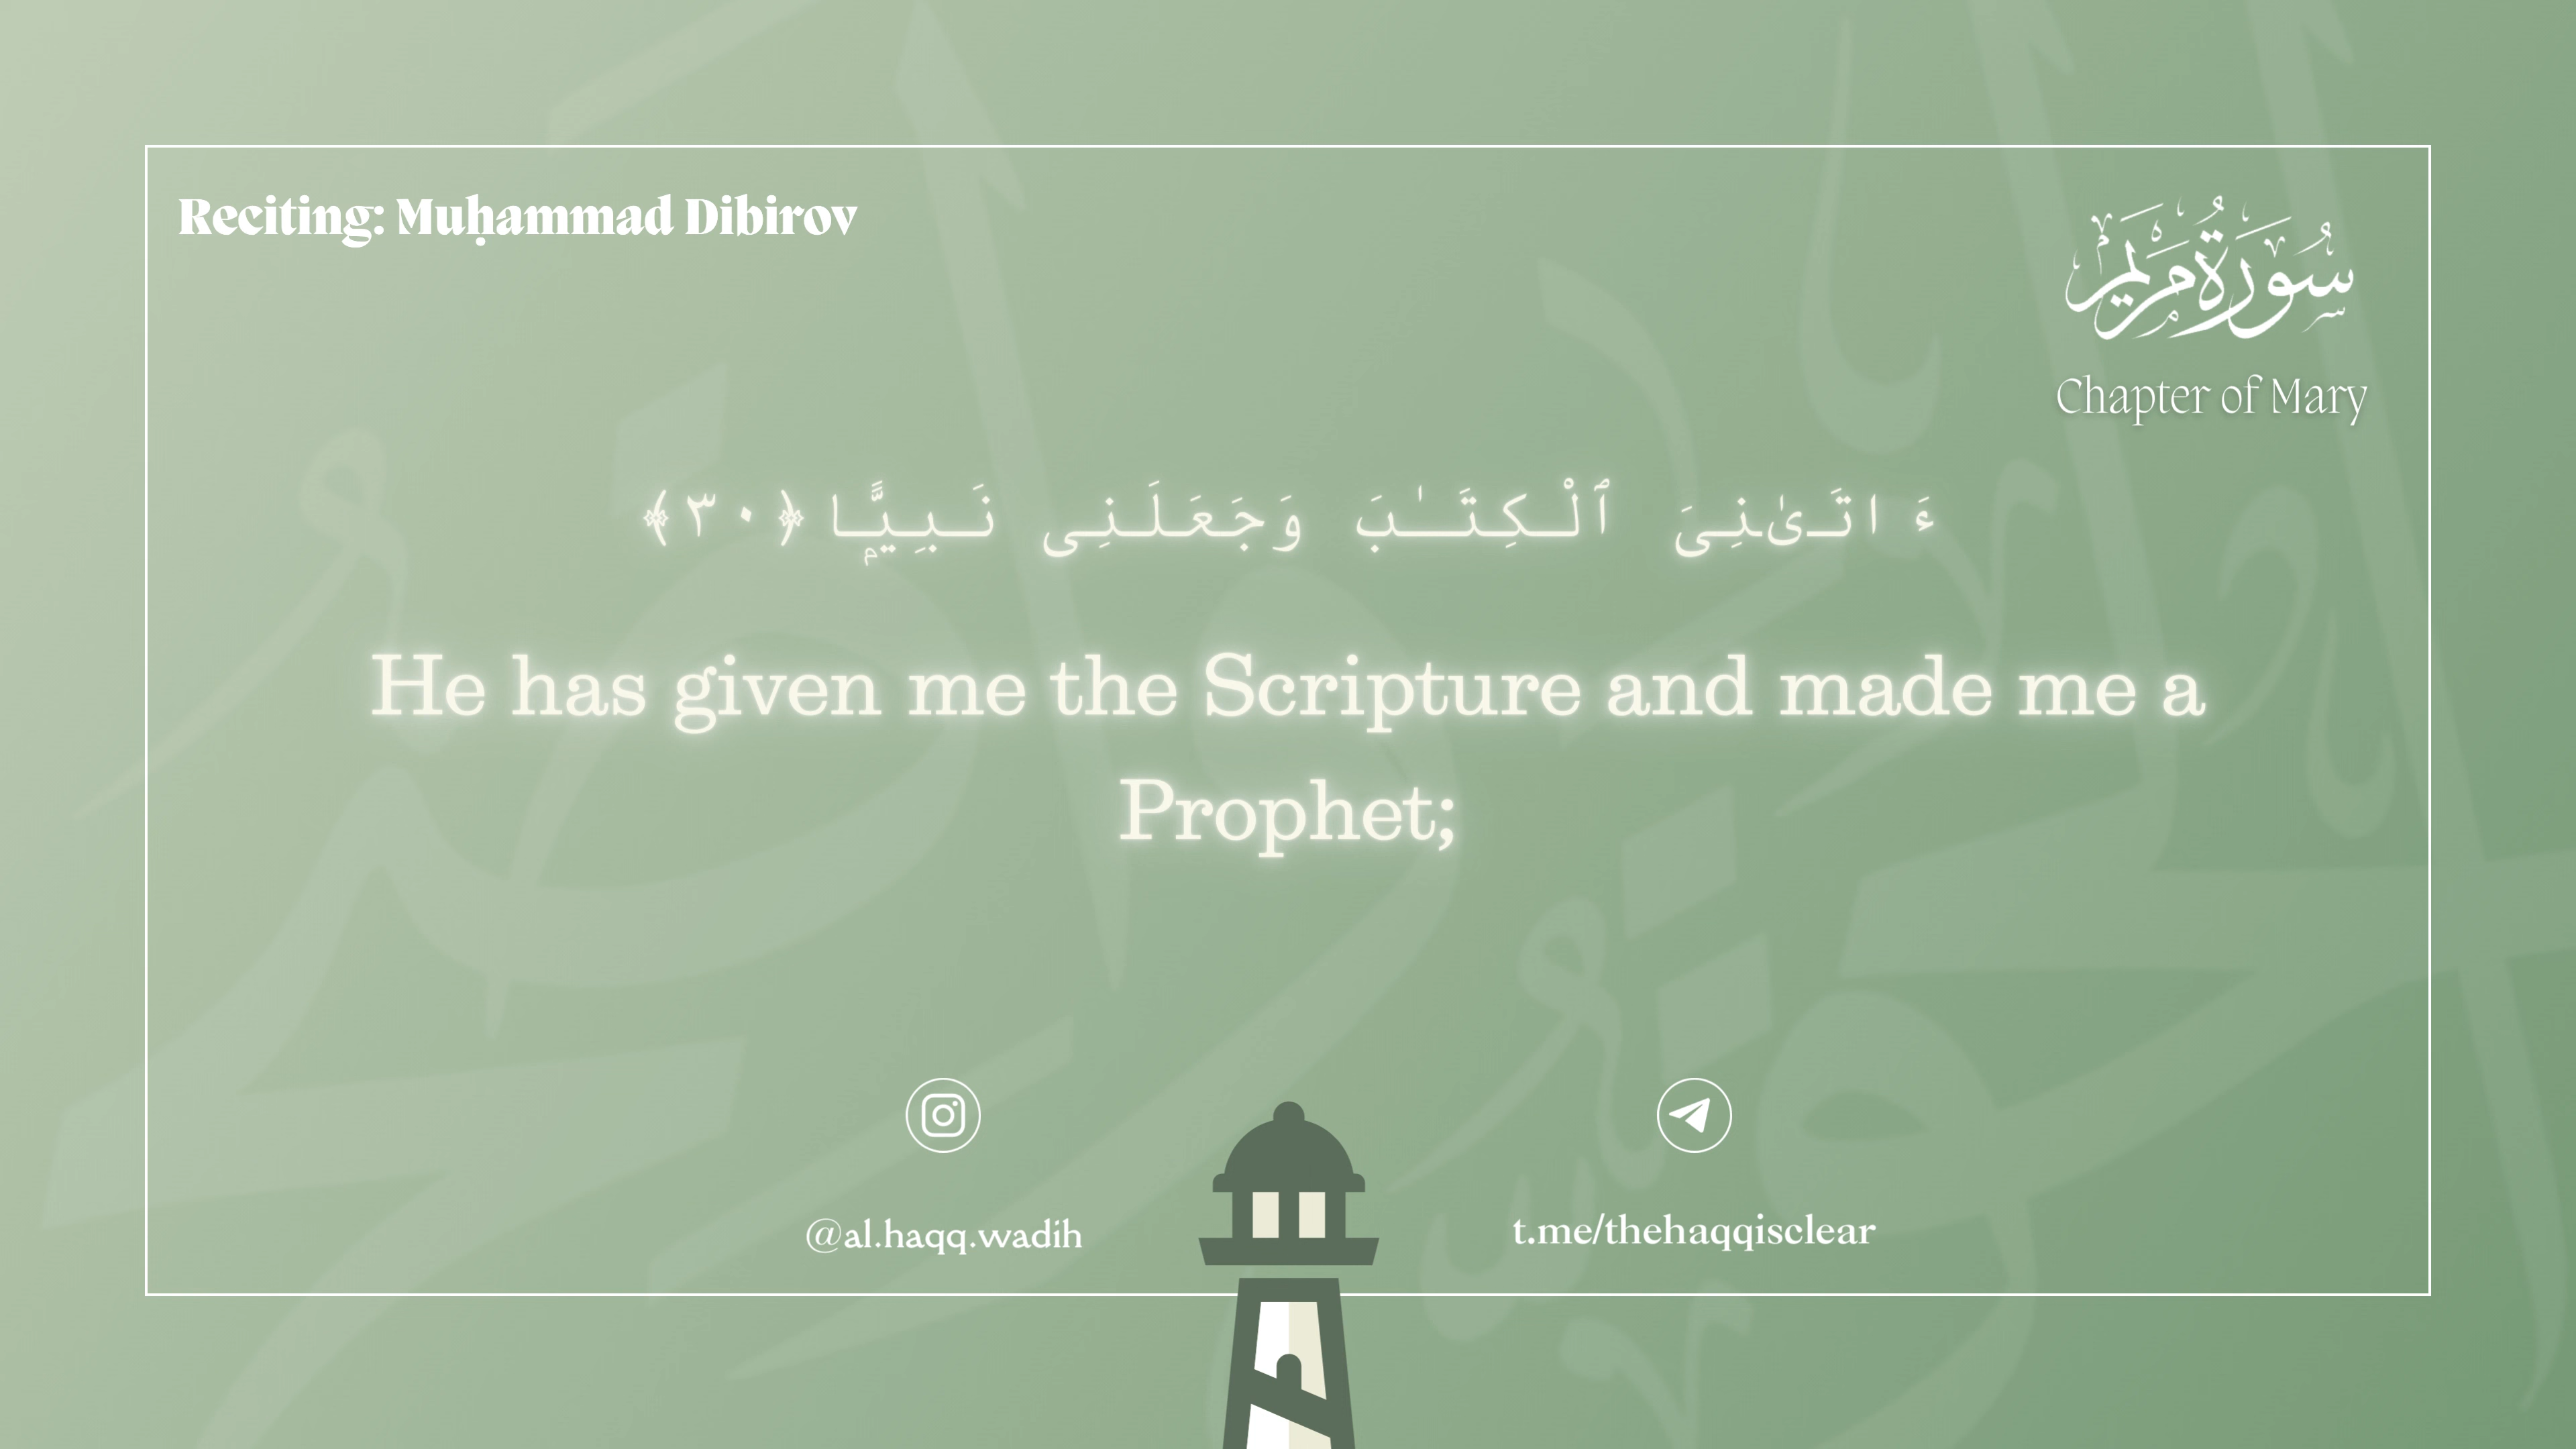 Reciting: Muḥammad Dibirov
سُورَةُ مَرْيَم
Chapter of Mary
ءَاتَىٰنِىَ ٱلْكِتَـٰبَ وَجَعَلَنِى نَبِيًّۭا ﴿٣٠﴾
He has given me the Scripture and made me a
Prophet;
@al.haqq.wadih
t.me/thehaqqisclear